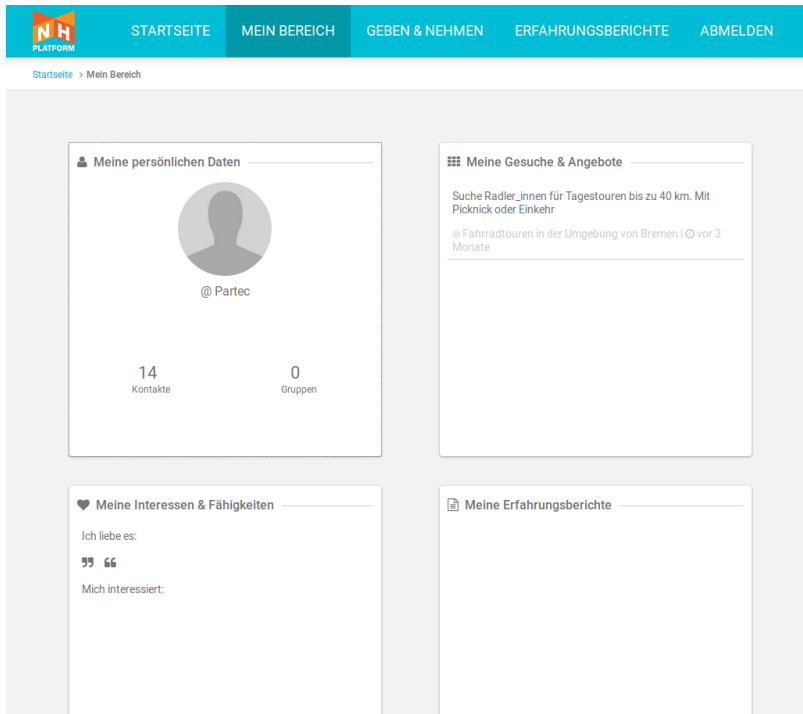 NH
PLATFORM
STARTSEITE
MEIN BEREICH
GEBEN & NEHMEN
ERFAHRUNGSBERICHTE
ABMELDEN
Startseite > Mein Bereich
Meine persönlichen Daten
@ Partec
14
Kontakte
0
Gruppen
Meine Gesuche & Angebote
Suche Radler_innen für Tagestouren bis zu 40 km. Mit
Picknick oder Einkehr
Fahrradtouren in der Umgebung von Bremen | vor 3
Monate
Meine Interessen & Fähigkeiten
Ich liebe es:
” “
Mich interessiert:
Meine Erfahrungsberichte